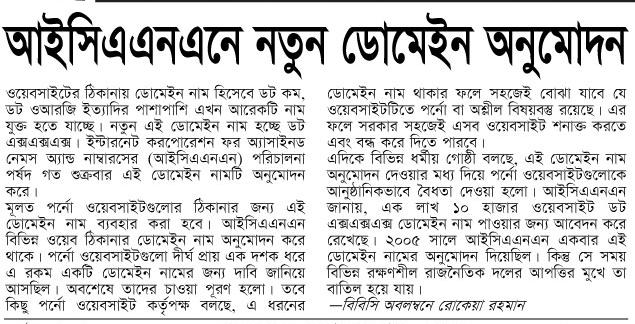 আইসিএএনএনে নতুন ডোমেইন অনুমোদন
ওয়েবসাইটের ঠিকানায় ডোমেইন নাম হিসেবে ডট কম,
ডট ওআরজি ইত্যাদির পাশাপাশি এখন আরেকটি নাম
যুক্ত হতে যাচ্ছে। নতুন এই ডোমেইন নাম হচ্ছে ডট
এক্সএক্সএক্স। ইন্টারনেট করপোরেশন ফর অ্যাসাইনড
নেমস অ্যান্ড নাম্বারসের (আইসিএএনএন) পরিচালনা
পর্ষদ গত শুক্রবার এই ডোমেইন নামটি অনুমোদন
করে।
মূলত পর্নো ওয়েবসাইটগুলোর ঠিকানার জন্য এই
ডোমেইন নাম ব্যবহার করা হবে। আইসিএএনএন
বিভিন্ন ওয়েব ঠিকানার ডোমেইন নাম অনুমোদন করে
থাকে। পর্নো ওয়েবসাইটগুলো দীর্ঘ প্রায় এক দশক ধরে
এ রকম একটি ডোমেইন নামের জন্য দাবি জানিয়ে
আসছিল। অবশেষে তাদের চাওয়া পূরণ হলো। তবে
কিছু পর্নো ওয়েবসাইট কর্তৃপক্ষ বলছে, এ ধরনের
ডোমেইন নাম থাকার ফলে সহজেই বোঝা যাবে যে
ওয়েবসাইটটিতে পর্নো বা অশ্লীল বিষয়বস্তু রয়েছে। এর
ফলে সরকার সহজেই এসব ওয়েবসাইট শনাক্ত করতে
এবং বন্ধ করে দিতে পারবে।
এদিকে বিভিন্ন ধর্মীয় গোষ্ঠী বলছে, এই ডোমেইন নাম
অনুমোদন দেওয়ার মধ্য দিয়ে পর্নো ওয়েবসাইটগুলোকে
আনুষ্ঠানিকভাবে বৈধতা দেওয়া হলো। আইসিএএনএন
জানায়, এক লাখ ১০ হাজার ওয়েবসাইট ডট
এক্সএক্সএক্স ডোমেইন নাম পাওয়ার জন্য আবেদন করে
রেখেছে। ২০০৫ সালে আইসিএএনএন একবার এই
ডোমেইন নামের অনুমোদন দিয়েছিল। কিন্তু সে সময়
বিভিন্ন রক্ষণশীল রাজনৈতিক দলের আপত্তির মুখে তা
বাতিল হয়ে যায়।
—বিবিসি অবলম্বনে রোকেয়া রহমান